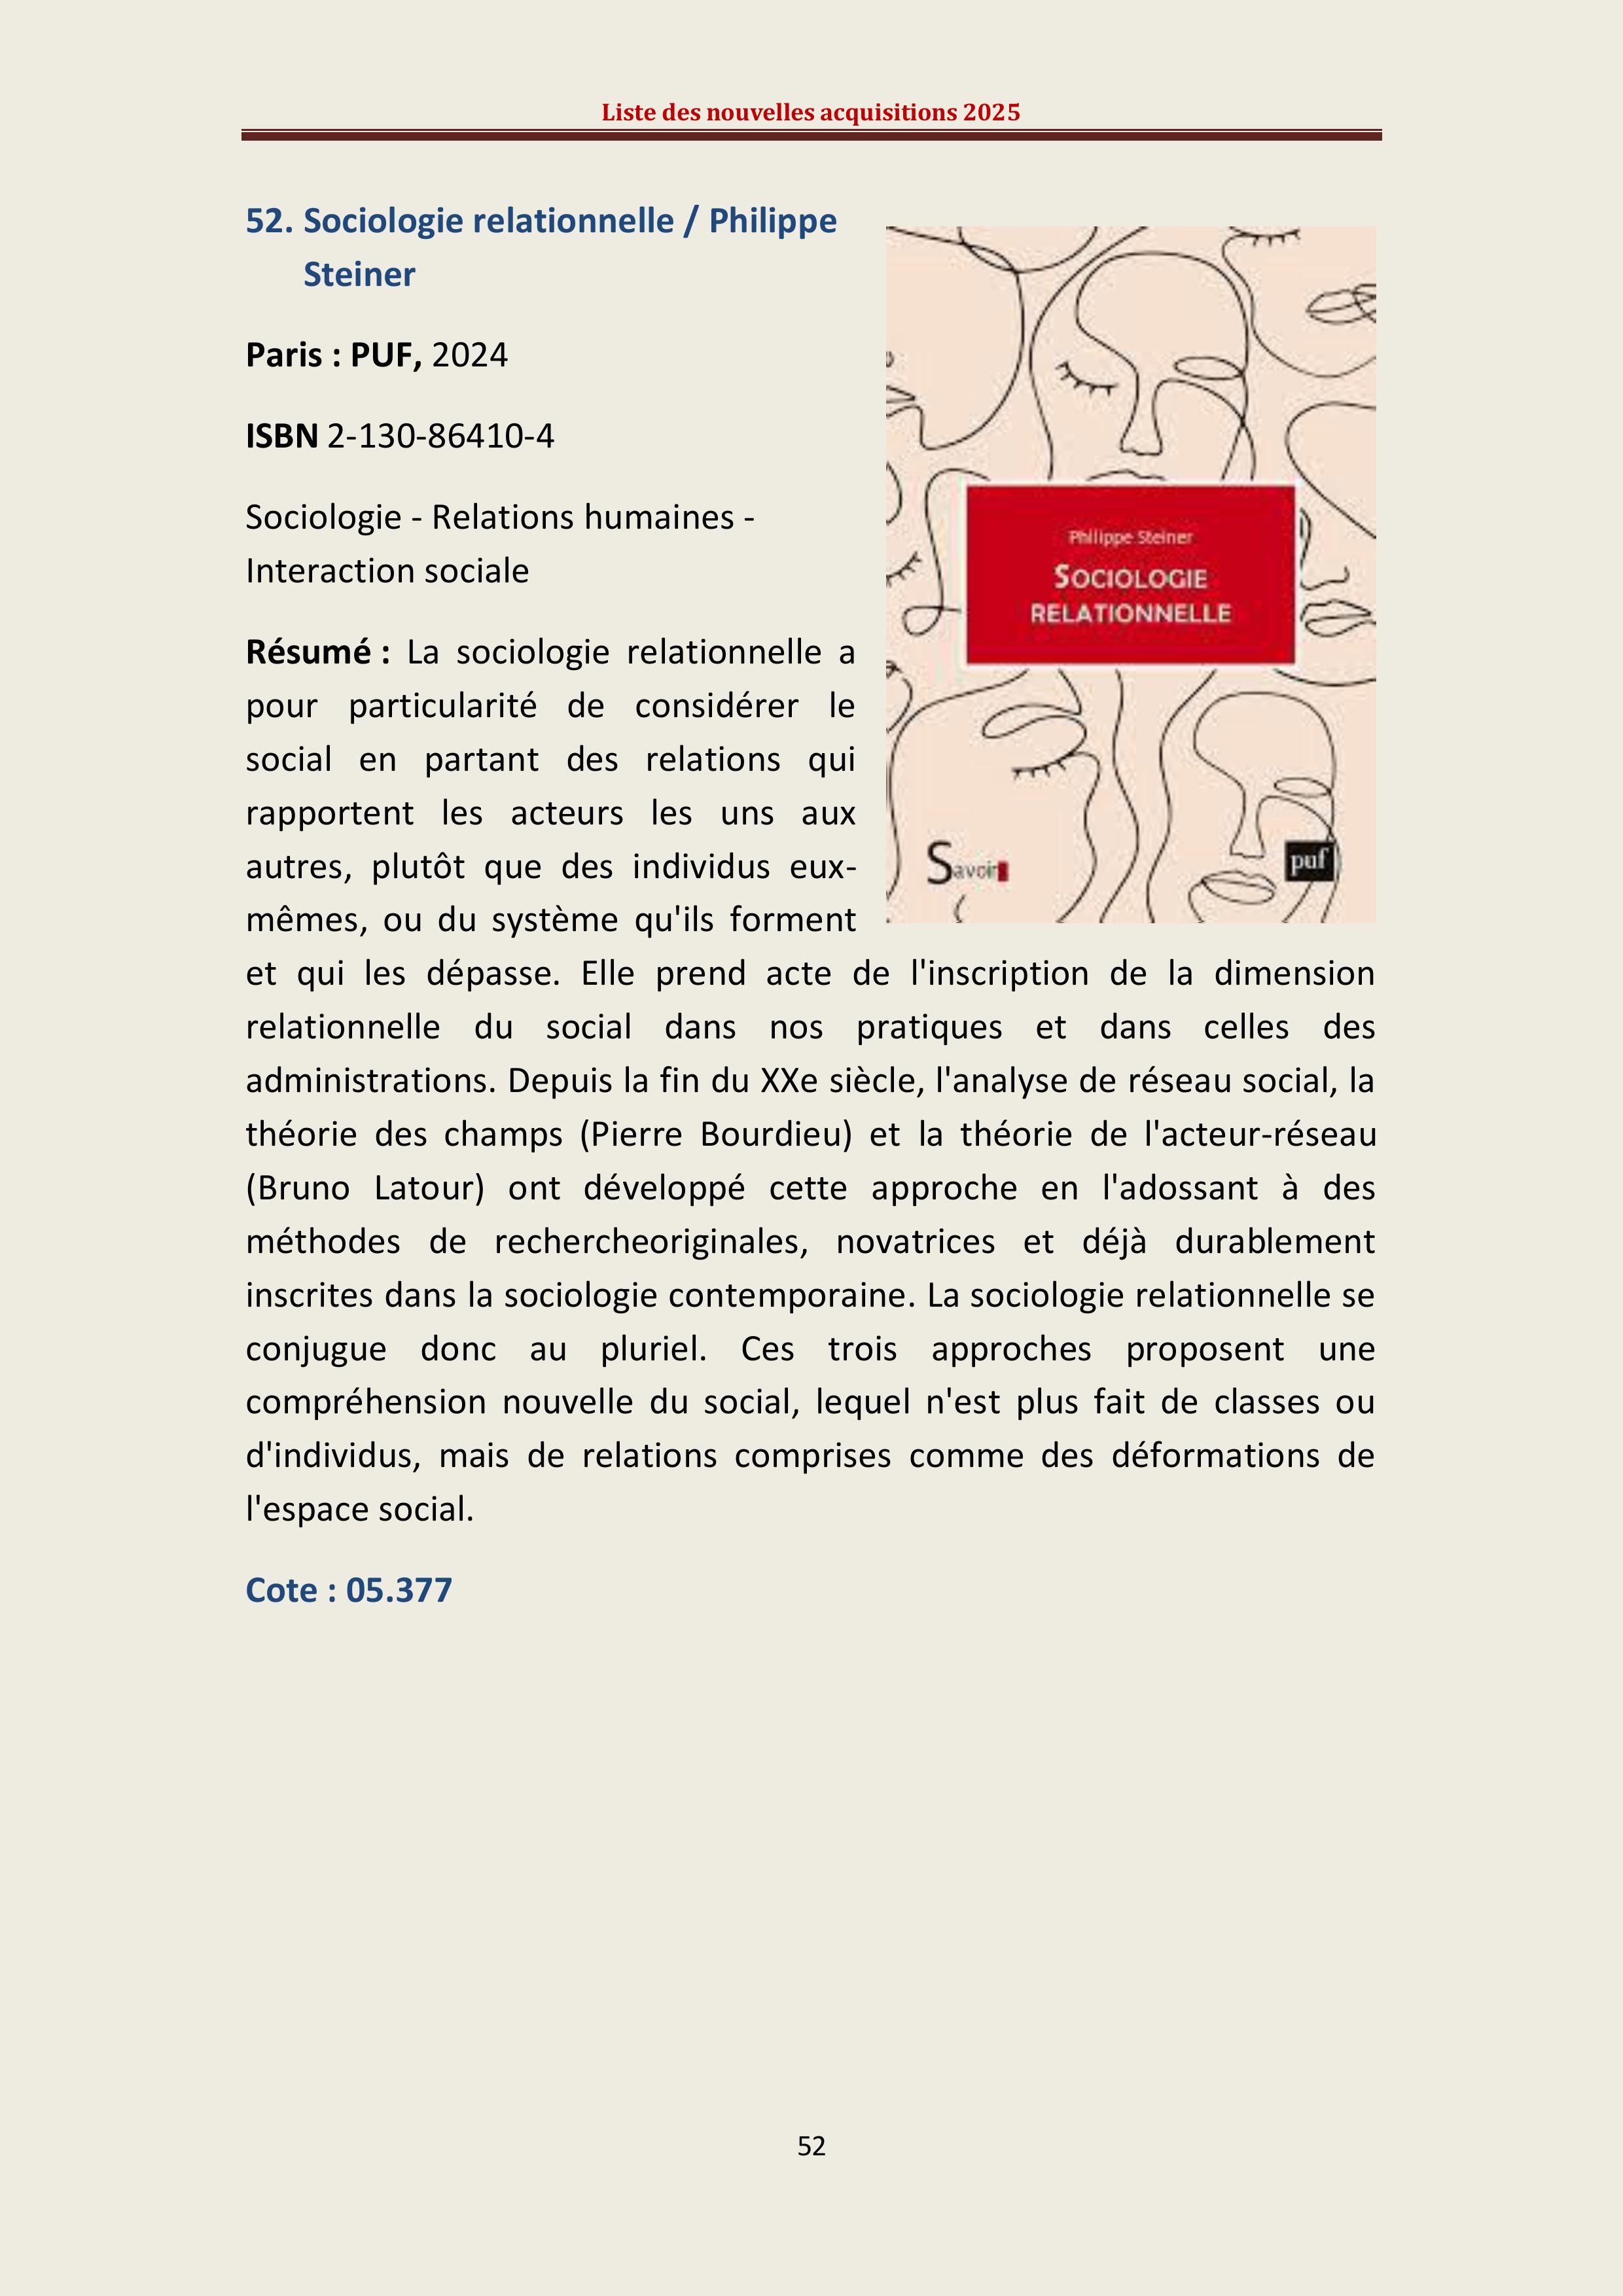 Liste des nouvelles acquisitions 2025
52. Sociologie relationnelle / Philippe
Steiner
Paris : PUF, 2024
ISBN 2-130-86410-4
Sociologie - Relations humaines -
Interaction sociale
Résumé : La sociologie relationnelle a
pour particularité de considérer le
social en partant des relations qui
rapportent les acteurs les uns aux
autres, plutôt que des individus eux-
mêmes, ou du système qu'ils forment
et qui les dépasse. Elle prend acte de l'inscription de la dimension
relationnelle du social dans nos pratiques et dans celles des
administrations. Depuis la fin du XXe siècle, l'analyse de réseau social, la
théorie des champs (Pierre Bourdieu) et la théorie de l'acteur-réseau
(Bruno Latour) ont développé cette approche en l'adossant à des
méthodes de rechercheoriginales, novatrices et déjà durablement
inscrites dans la sociologie contemporaine. La sociologie relationnelle se
conjugue donc au pluriel. Ces trois approches proposent une
compréhension nouvelle du social, lequel n'est plus fait de classes ou
d'individus, mais de relations comprises comme des déformations de
l'espace social.
Cote : 05.377
Philippe Steiner
SOCIOLOGIE
RELATIONNELLE
Savoir
puf
52